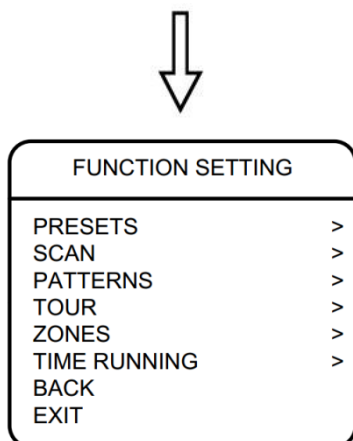 FUNCTION SETTING
PRESETS >
SCAN >
PATTERNS >
TOUR >
ZONES >
TIME RUNNING >
BACK
EXIT